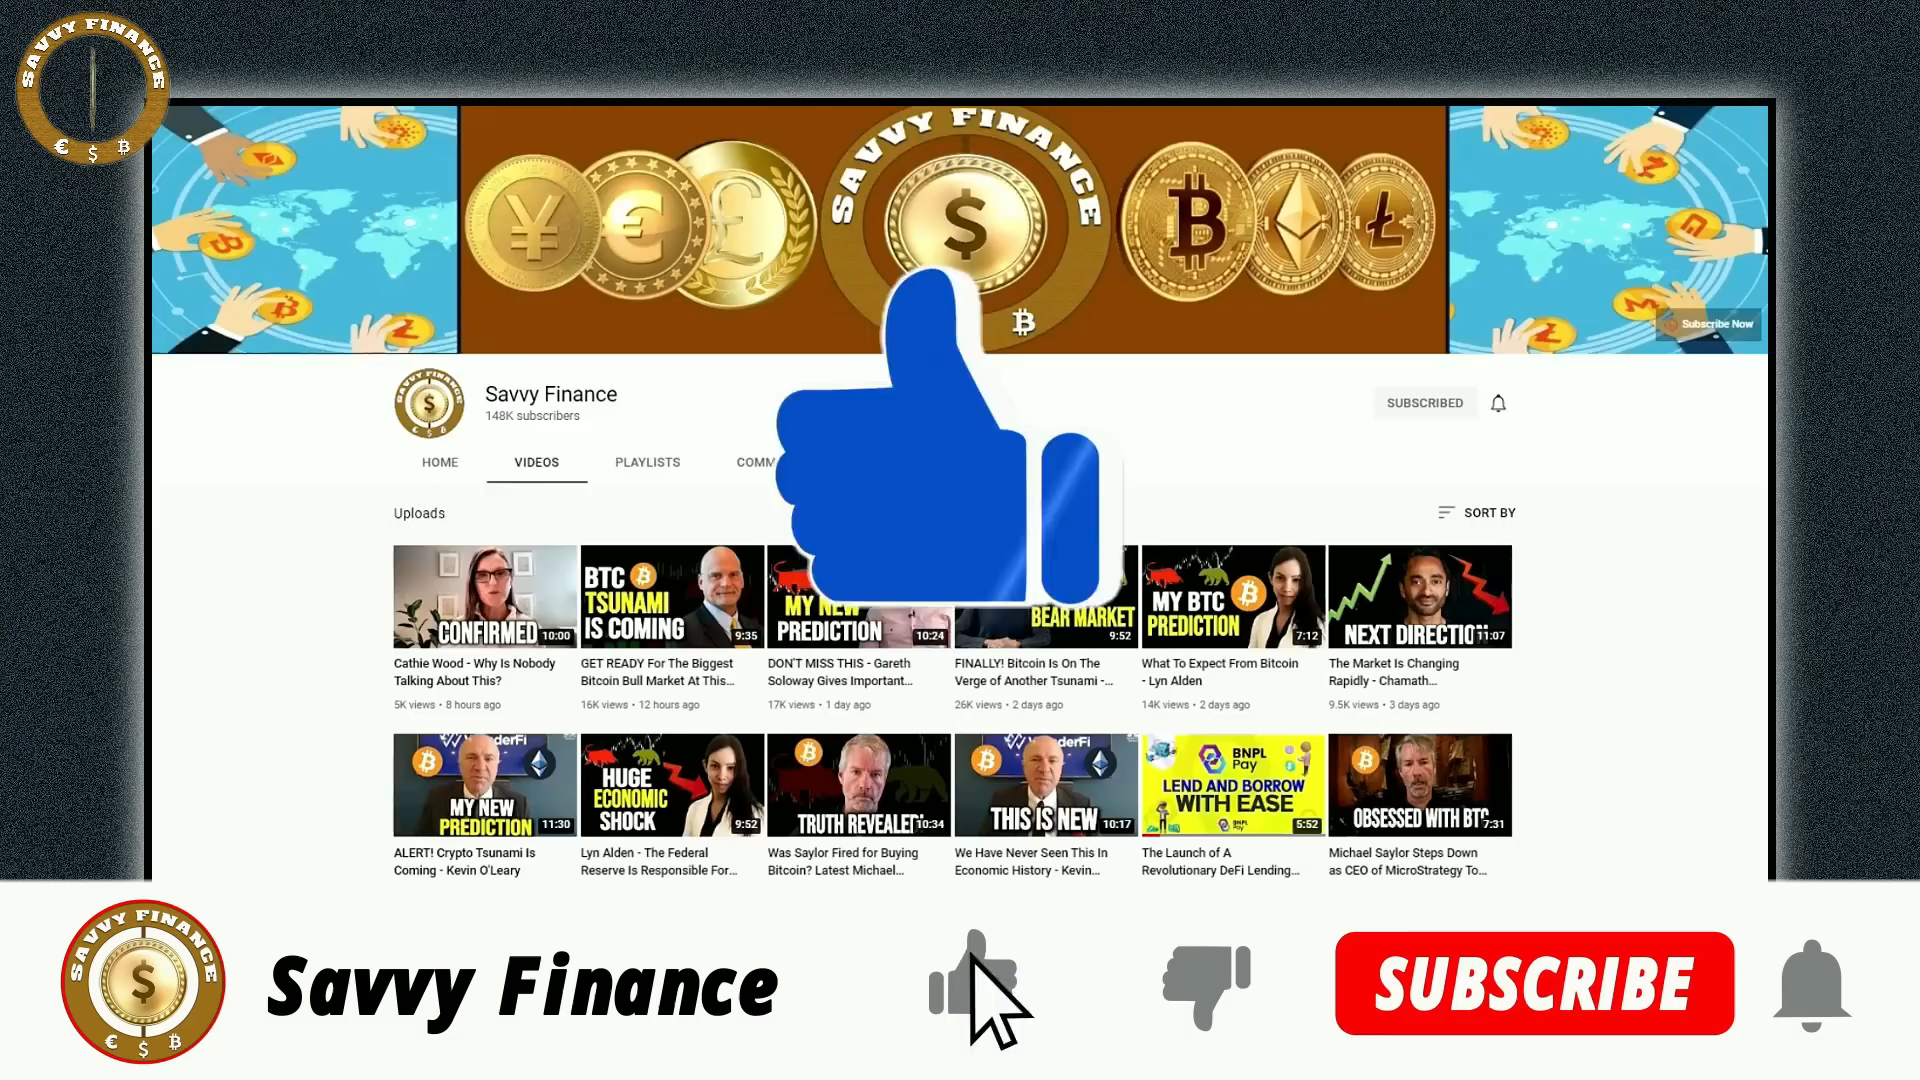 SAVVY FINANCE
€ $ ₿
SAVVY FINANCE
Subscribe Now
Savvy Finance
148K subscribers
SUBSCRIBED
HOME VIDEOS PLAYLISTS COMM
Uploads
SORT BY
CONFIRMED 10:00
BTC TSUNAMI IS COMING 9:35
MY NEW PREDICTION 10:24
BEAR MARKET 9:52
MY BTC PREDICTION 7:12
NEXT DIRECTION 11:07
Cathie Wood - Why Is Nobody
Talking About This?
5K views • 8 hours ago
GET READY For The Biggest
Bitcoin Bull Market At This...
16K views • 12 hours ago
DON'T MISS THIS - Gareth
Soloway Gives Important...
17K views • 1 day ago
FINALLY! Bitcoin Is On The
Verge of Another Tsunami -...
26K views • 2 days ago
What To Expect From Bitcoin
- Lyn Alden
14K views • 2 days ago
The Market Is Changing
Rapidly - Chamath...
9.5K views • 3 days ago
MY NEW PREDICTION 11:30
HUGE ECONOMIC SHOCK 9:52
TRUTH REVEALED 10:34
THIS IS NEW 10:17
BNPL Pay
LEND AND BORROW WITH EASE
BNPL Pay 5:52
OBSESSED WITH BTC 7:31
ALERT! Crypto Tsunami Is
Coming - Kevin O'Leary
Lyn Alden - The Federal
Reserve Is Responsible For...
Was Saylor Fired for Buying
Bitcoin? Latest Michael...
We Have Never Seen This In
Economic History - Kevin...
The Launch of A
Revolutionary DeFi Lending...
Michael Saylor Steps Down
as CEO of MicroStrategy To...
SAVVY FINANCE
$
€ $ ₿
Savvy Finance
SUBSCRIBE